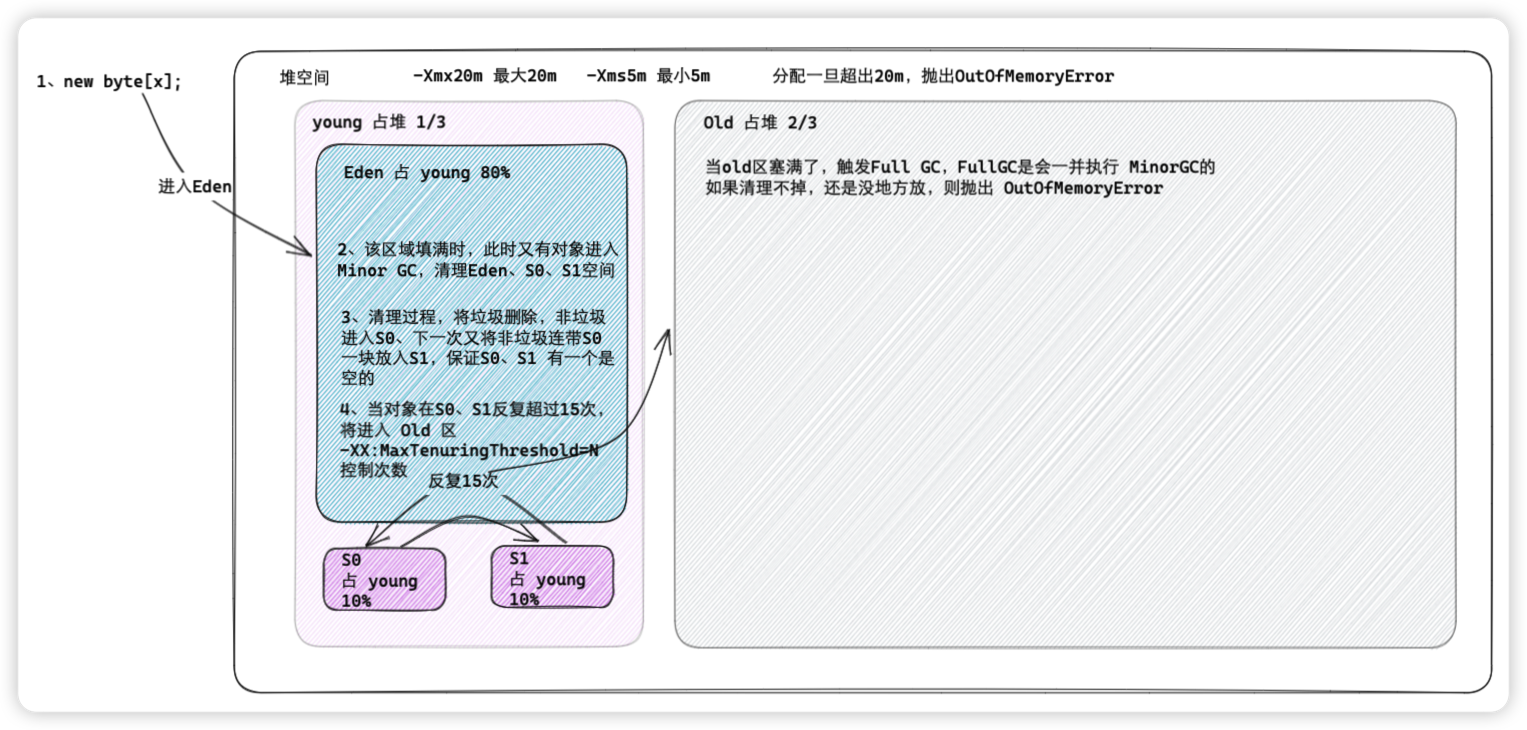 1、new byte[x];
堆空间
-Xmx20m 最大20m
-Xms5m 最小5m
分配一旦超出20m，抛出OutOfMemoryError
进入Eden
young 占堆 1/3
Eden 占 young 80%
2、该区域填满时，此时又有对象进入
Minor GC，清理Eden、S0、S1空间
3、清理过程，将垃圾删除，非垃圾
进入S0、下一次又将非垃圾连带S0
一块放入S1，保证S0、S1 有一个是
空的
4、当对象在S0、S1反复超过15次，
将进入 Old 区
-XX:MaxTenuringThreshold=N
控制次数
反复15次
S0
占 young
10%
S1
占 young
10%
Old 占堆 2/3
当old区塞满了，触发Full GC，FullGC是会一并执行 MinorGC的
如果清理不掉，还是没地方放，则抛出 OutOfMemoryError